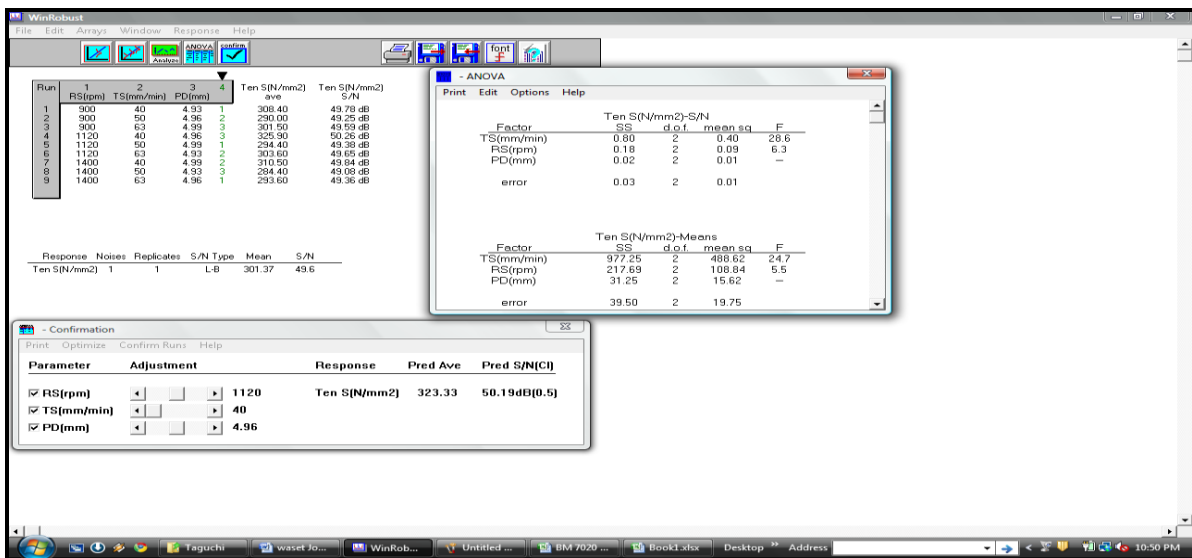 WinRobust
File Edit Arrays Window Response Help
Analyze ANOVA confirm font
Run 1 2 3 4 Ten S(N/mm2) Ten S(N/mm2)
RS(rpm) TS(mm/min) PD(mm) ave S/N
1 900 40 4.93 1 308.40 49.78 dB
2 900 50 4.96 2 290.00 49.25 dB
3 900 63 4.99 3 301.50 49.59 dB
4 1120 40 4.96 3 325.90 50.26 dB
5 1120 50 4.99 1 294.40 49.38 dB
6 1120 63 4.93 2 303.60 49.65 dB
7 1400 40 4.99 2 310.50 49.84 dB
8 1400 50 4.93 3 284.40 49.08 dB
9 1400 63 4.96 1 293.60 49.36 dB
Response Noises Replicates S/N Type Mean S/N
Ten S(N/mm2) 1 1 L-B 301.37 49.6
- ANOVA
Print Edit Options Help
Ten S(N/mm2)-S/N
Factor SS d.o.f. mean sq F
TS(mm/min) 0.80 2 0.40 28.6
RS(rpm) 0.18 2 0.09 6.3
PD(mm) 0.02 2 0.01 —
error 0.03 2 0.01
Ten S(N/mm2)-Means
Factor SS d.o.f. mean sq F
TS(mm/min) 977.25 2 488.62 24.7
RS(rpm) 217.69 2 108.84 5.5
PD(mm) 31.25 2 15.62 —
error 39.50 2 19.75
- Confirmation
Print Optimize Confirm Runs Help
Parameter Adjustment Response Pred Ave Pred S/N(CI)
RS(rpm) 1120 Ten S(N/mm2) 323.33 50.19dB(0.5)
TS(mm/min) 40
PD(mm) 4.96
Taguchi waset Jo... WinRob... Untitled ... BM 7020 ... Book1.xlsx Desktop » Address 10:50 PM